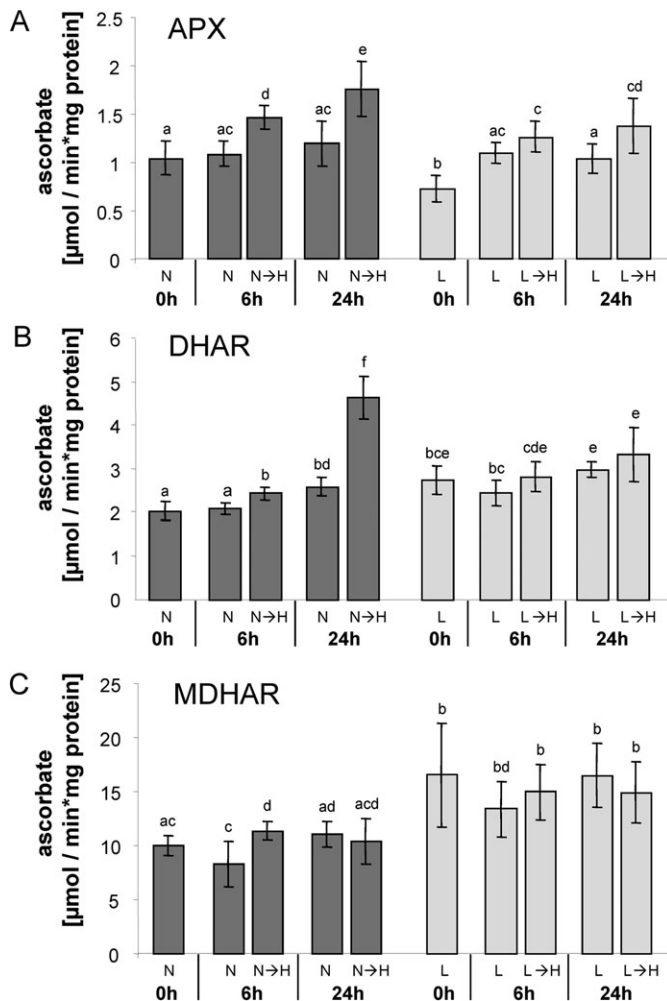 A
APX
ascorbate
[µmol / min*mg protein]
2.5
2
1.5
1
0.5
0
a
ac
d
ac
e
b
ac
c
a
cd
N N N→H N N→H L L L→H L L→H
0h 6h 24h 0h 6h 24h
B
DHAR
ascorbate
[µmol / min*mg protein]
6
5
4
3
2
1
0
a
a
b
bd
f
bce
bc
cde
e
e
N N N→H N N→H L L L→H L L→H
0h 6h 24h 0h 6h 24h
C
MDHAR
ascorbate
[µmol / min*mg protein]
25
20
15
10
5
0
ac
c
d
ad
acd
b
bd
b
b
b
N N N→H N N→H L L L→H L L→H
0h 6h 24h 0h 6h 24h